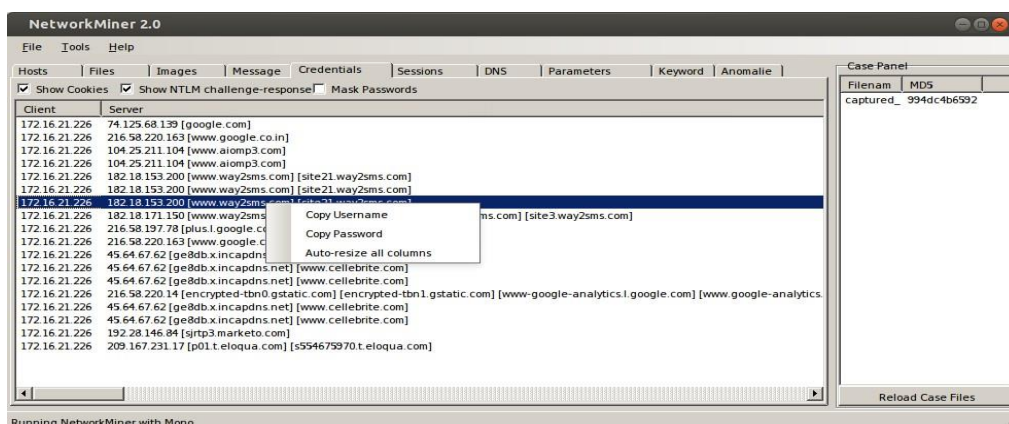 NetworkMiner 2.0
File Tools Help
Hosts Files Images Message Credentials Sessions DNS Parameters Keyword Anomalie
Show Cookies Show NTLM challenge-response Mask Passwords
Client Server
172.16.21.226 74.125.68.139 [google.com]
172.16.21.226 216.58.220.163 [www.google.co.in]
172.16.21.226 104.25.211.104 [www.aiomp3.com]
172.16.21.226 104.25.211.104 [www.aiomp3.com]
172.16.21.226 182.18.153.200 [www.way2sms.com] [site21.way2sms.com]
172.16.21.226 182.18.153.200 [www.way2sms.com] [site21.way2sms.com]
172.16.21.226 182.18.153.200 [www.way2sms.com] [site21.way2sms.com]
172.16.21.226 182.18.171.150 [www.way2sms ms.com] [site3.way2sms.com]
172.16.21.226 216.58.197.78 [plus.l.google.co
172.16.21.226 216.58.220.163 [www.google.c
172.16.21.226 45.64.67.62 [ge8db.x.incapdns
172.16.21.226 45.64.67.62 [ge8db.x.incapdns.net] [www.cellebrite.com]
172.16.21.226 45.64.67.62 [ge8db.x.incapdns.net] [www.cellebrite.com]
172.16.21.226 216.58.220.14 [encrypted-tbn0.gstatic.com] [encrypted-tbn1.gstatic.com] [www-google-analytics.l.google.com] [www.google-analytics.
172.16.21.226 45.64.67.62 [ge8db.x.incapdns.net] [www.cellebrite.com]
172.16.21.226 45.64.67.62 [ge8db.x.incapdns.net] [www.cellebrite.com]
172.16.21.226 192.28.146.84 [sjrtp3.marketo.com]
172.16.21.226 209.167.231.17 [p01.t.eloqua.com] [s554675970.t.eloqua.com]
Copy Username
Copy Password
Auto-resize all columns
Case Panel
Filenam MD5
captured_ 994dc4b6592
Reload Case Files
Running NetworkMiner with Mono